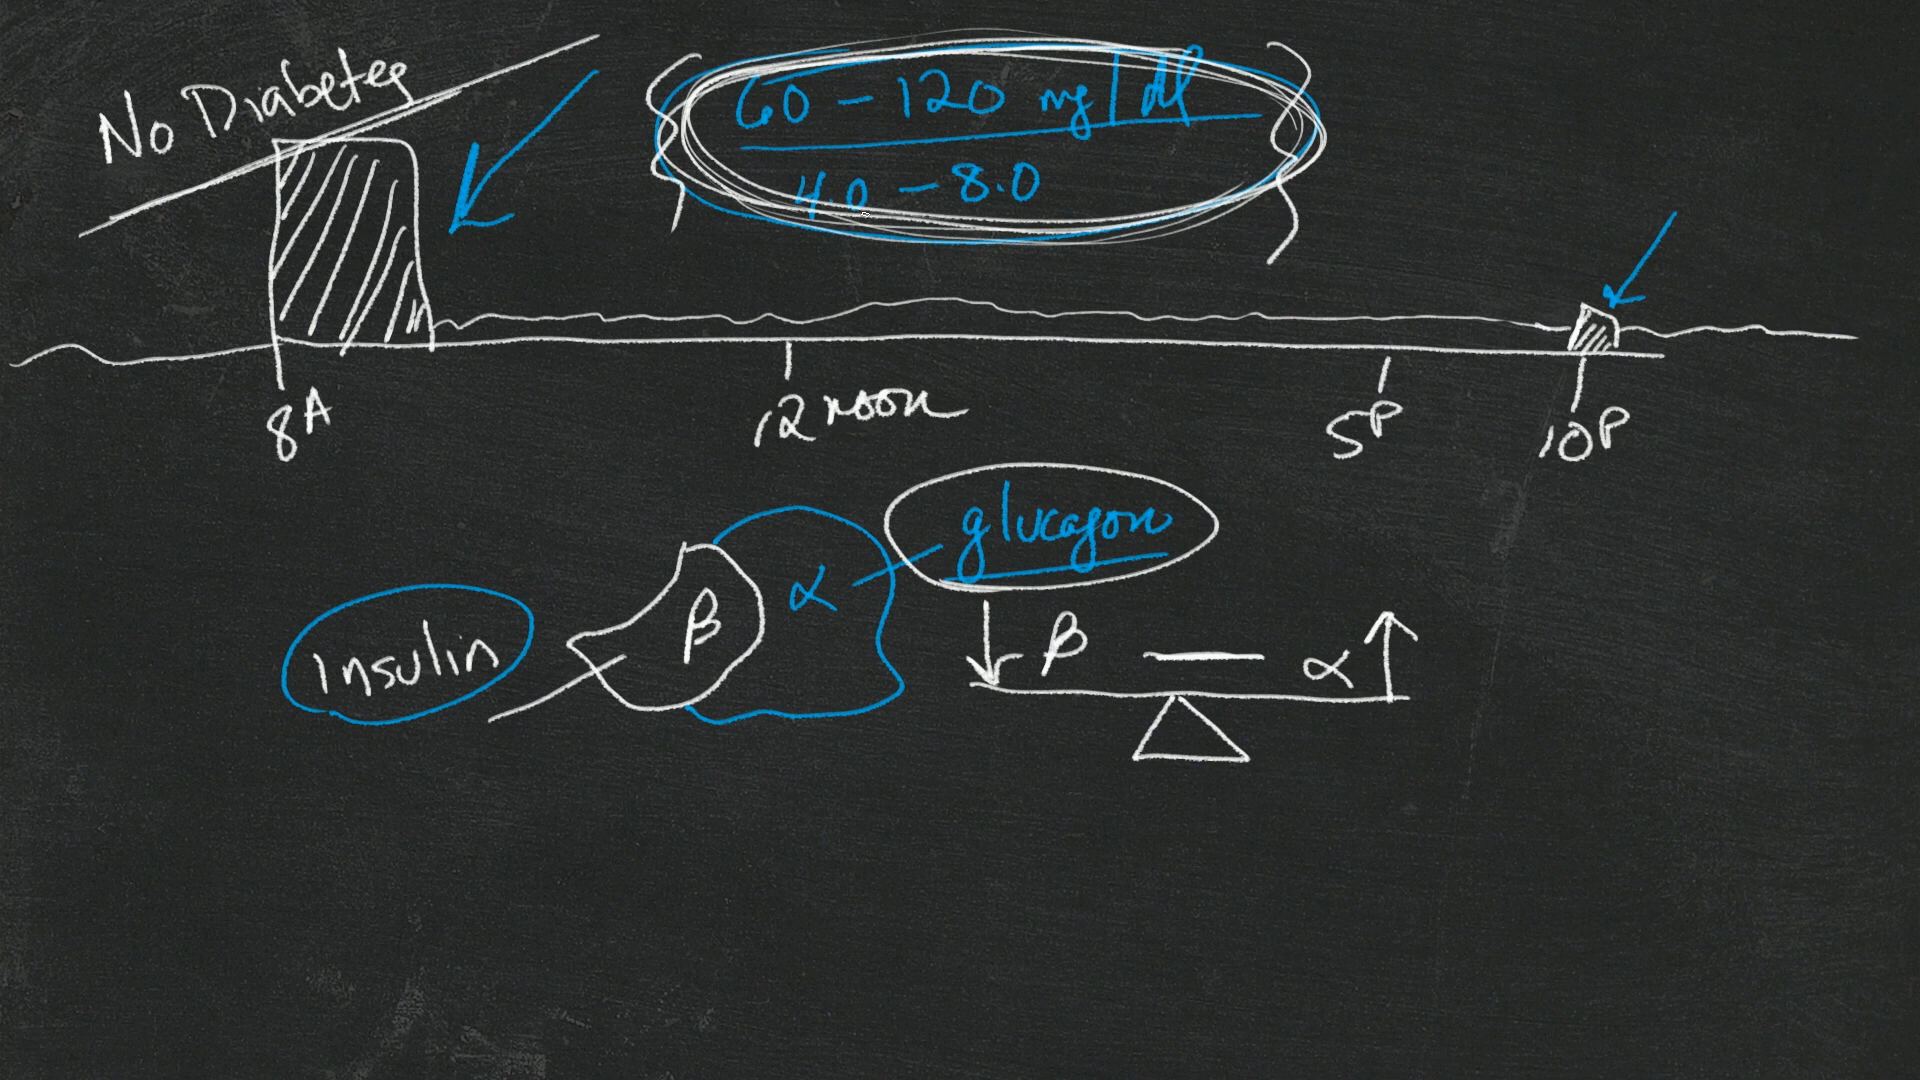 No Diabetes
60 - 120 mg/dl
4.0 - 8.0
8A
12 noon
5P
10P
glucagon
α
β
Insulin
β
α